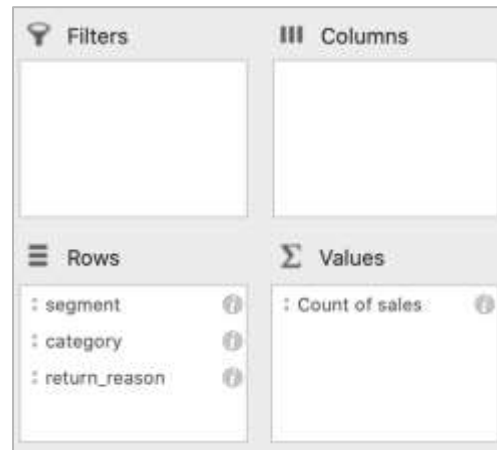 Filters
Columns
Rows
Values
segment
category
return_reason
Count of sales